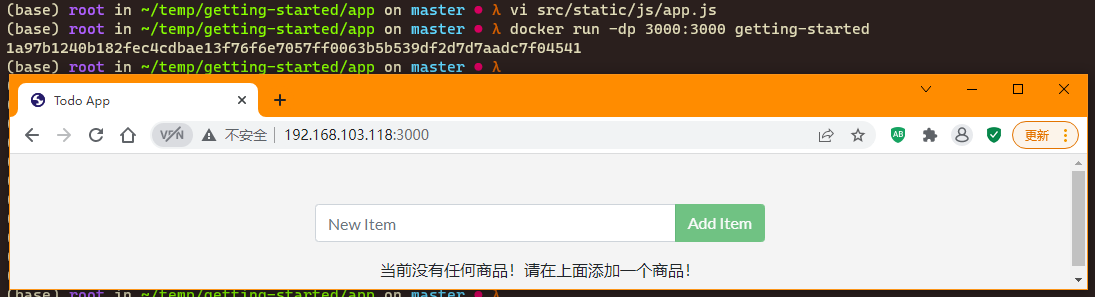 (base) root in ~/temp/getting-started/app on master ● λ vi src/static/js/app.js
(base) root in ~/temp/getting-started/app on master ● λ docker run -dp 3000:3000 getting-started
1a97b1240b182fec4cdbae13f76f6e7057ff0063b5b539df2d7d7aadc7f04541
(base) root in ~/temp/getting-started/app on master ● λ
Todo App
VPN 不安全 192.168.103.118:3000 AB 更新
New Item Add Item
当前没有任何商品！请在上面添加一个商品！
(base) root in ~/temp/getting-started/app on master ● λ